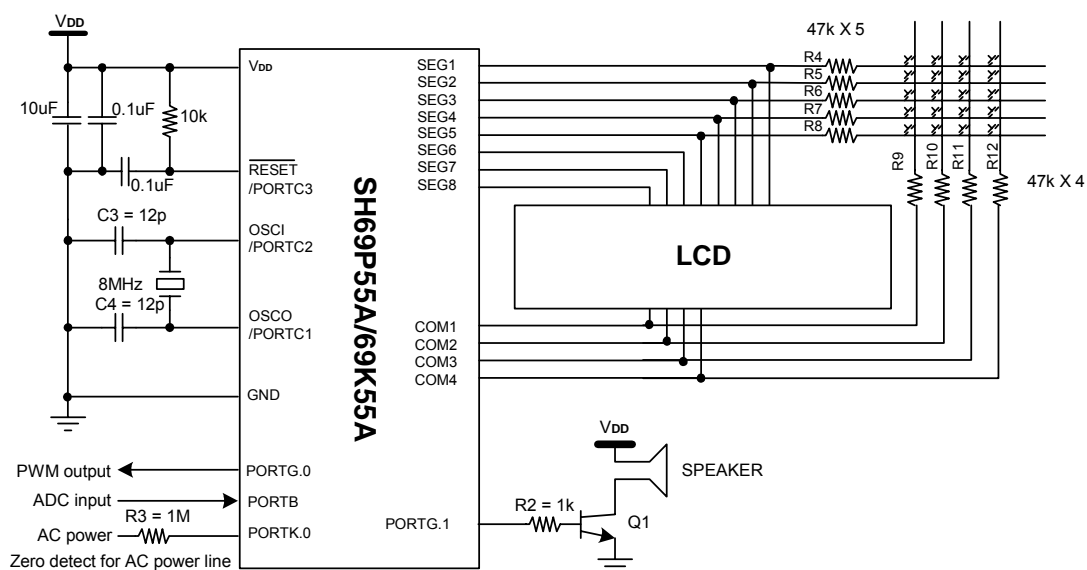 VDD
10uF
0.1uF
10k
0.1uF
C3 = 12p
8MHz
C4 = 12p
VDD
RESET
/PORTC3
OSCI
/PORTC2
OSCO
/PORTC1
GND
PWM output
PORTG.0
ADC input
PORTB
AC power
R3 = 1M
PORTK.0
Zero detect for AC power line
SH69P55A/69K55A
SEG1
SEG2
SEG3
SEG4
SEG5
SEG6
SEG7
SEG8
COM1
COM2
COM3
COM4
PORTG.1
47k X 5
R4
R5
R6
R7
R8
R9
R10
R11
R12
47k X 4
LCD
VDD
SPEAKER
R2 = 1k
Q1